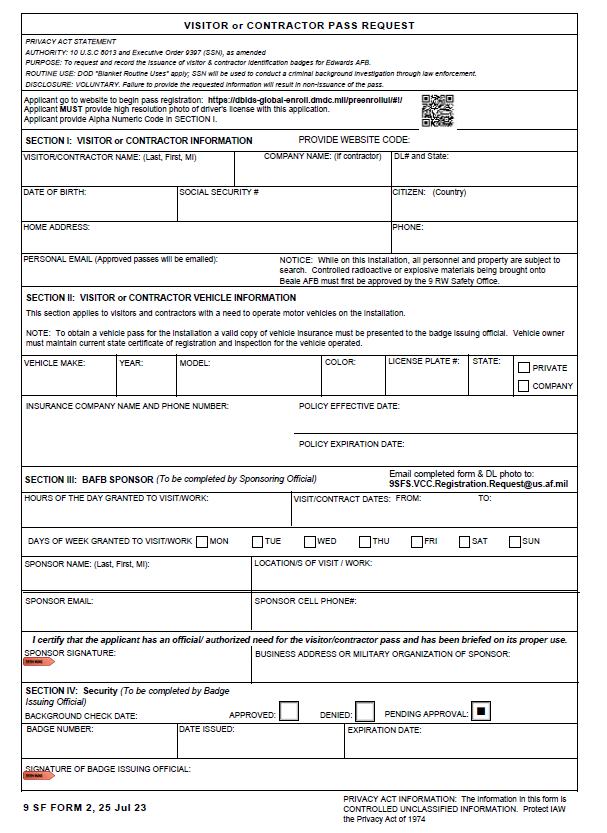 VISITOR or CONTRACTOR PASS REQUEST
PRIVACY ACT STATEMENT
AUTHORITY: 10 U.S.C 8013 and Executive Order 9397 (SSN), as amended
PURPOSE: To request and record the issuance of visitor & contractor identification badges for Edwards AFB.
ROUTINE USE: DOD "Blanket Routine Uses" apply; SSN will be used to conduct a criminal background investigation through law enforcement.
DISCLOSURE: VOLUNTARY. Failure to provide the requested information will result in non-issuance of the pass.
Applicant go to website to begin pass registration: https://dbids-global-enroll.dmdc.mil/preenrollui/#!/
Applicant MUST provide high resolution photo of driver's license with this application.
Applicant provide Alpha Numeric Code in SECTION I.
SECTION I: VISITOR or CONTRACTOR INFORMATION PROVIDE WEBSITE CODE:
VISITOR/CONTRACTOR NAME: (Last, First, MI) COMPANY NAME: (If contractor) DL# and State:
DATE OF BIRTH: SOCIAL SECURITY # CITIZEN: (Country)
HOME ADDRESS: PHONE:
PERSONAL EMAIL (Approved passes will be emailed): NOTICE: While on this installation, all personnel and property are subject to
search. Controlled radioactive or explosive materials being brought onto
Beale AFB must first be approved by the 9 RW Safety Office.
SECTION II: VISITOR or CONTRACTOR VEHICLE INFORMATION
This section applies to visitors and contractors with a need to operate motor vehicles on the installation.
NOTE: To obtain a vehicle pass for the installation a valid copy of vehicle insurance must be presented to the badge issuing official. Vehicle owner
must maintain current state certificate of registration and inspection for the vehicle operated.
VEHICLE MAKE: YEAR: MODEL: COLOR: LICENSE PLATE #: STATE: PRIVATE
COMPANY
INSURANCE COMPANY NAME AND PHONE NUMBER: POLICY EFFECTIVE DATE:
POLICY EXPIRATION DATE:
SECTION III: BAFB SPONSOR (To be completed by Sponsoring Official) Email completed form & DL photo to:
9SFS.VCC.Registration.Request@us.af.mil
HOURS OF THE DAY GRANTED TO VISIT/WORK: VISIT/CONTRACT DATES: FROM: TO:
DAYS OF WEEK GRANTED TO VISIT/WORK MON TUE WED THU FRI SAT SUN
SPONSOR NAME: (Last, First, MI): LOCATION/S OF VISIT / WORK:
SPONSOR EMAIL: SPONSOR CELL PHONE#:
I certify that the applicant has an official/ authorized need for the visitor/contractor pass and has been briefed on its proper use.
SPONSOR SIGNATURE: BUSINESS ADDRESS OR MILITARY ORGANIZATION OF SPONSOR:
SECTION IV: Security (To be completed by Badge
Issuing Official)
BACKGROUND CHECK DATE: APPROVED: DENIED: PENDING APPROVAL:
BADGE NUMBER: DATE ISSUED: EXPIRATION DATE:
SIGNATURE OF BADGE ISSUING OFFICIAL:
9 SF FORM 2, 25 Jul 23 PRIVACY ACT INFORMATION: The information in this form is
CONTROLLED UNCLASSIFIED INFORMATION. Protect IAW
the Privacy Act of 1974